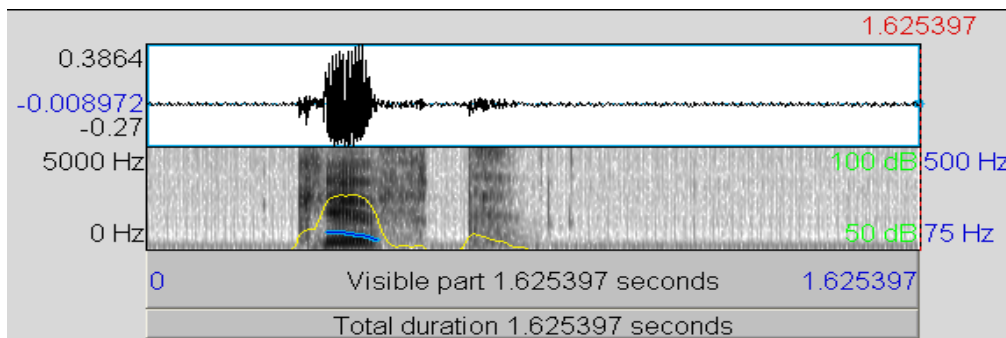 1.625397
0.3864
-0.008972
-0.27
5000 Hz 100 dB 500 Hz
0 Hz 50 dB 75 Hz
0 Visible part 1.625397 seconds 1.625397
Total duration 1.625397 seconds